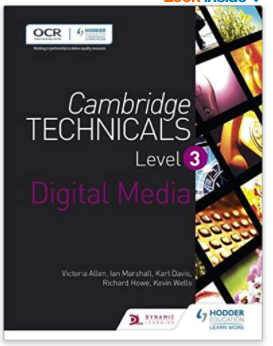 OCR
HODDER EDUCATION
Working in partnership to deliver quality resources
Cambridge
TECHNICALS
Level 3
Digital Media
Victoria Allen, Ian Marshall, Karl Davis,
Richard Howe, Kevin Wells
DYNAMIC
LEARNING
HODDER
EDUCATION
LEARN MORE